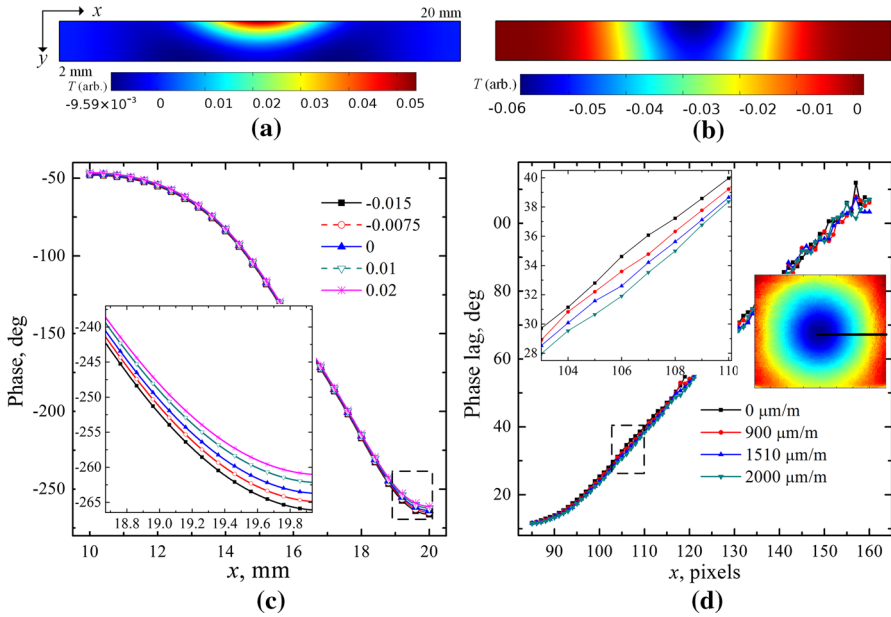 x
20 mm
y
2 mm
T (arb.)
-9.59×10⁻³
0
0.01
0.02
0.03
0.04
0.05
(a)
T (arb.)
-0.06
-0.05
-0.04
-0.03
-0.02
-0.01
0
(b)
-50
-100
-150
-200
-250
Phase, deg
-0.015
-0.0075
0
0.01
0.02
-240
-245
-250
-255
-260
-265
18.8 19.0 19.2 19.4 19.6 19.8
10 12 14 16 18 20
x, mm
(c)
00
80
60
40
20
Phase lag, deg
40
38
36
34
32
30
28
104 106 108 110
0 µm/m
900 µm/m
1510 µm/m
2000 µm/m
90 100 110 120 130 140 150 160
x, pixels
(d)